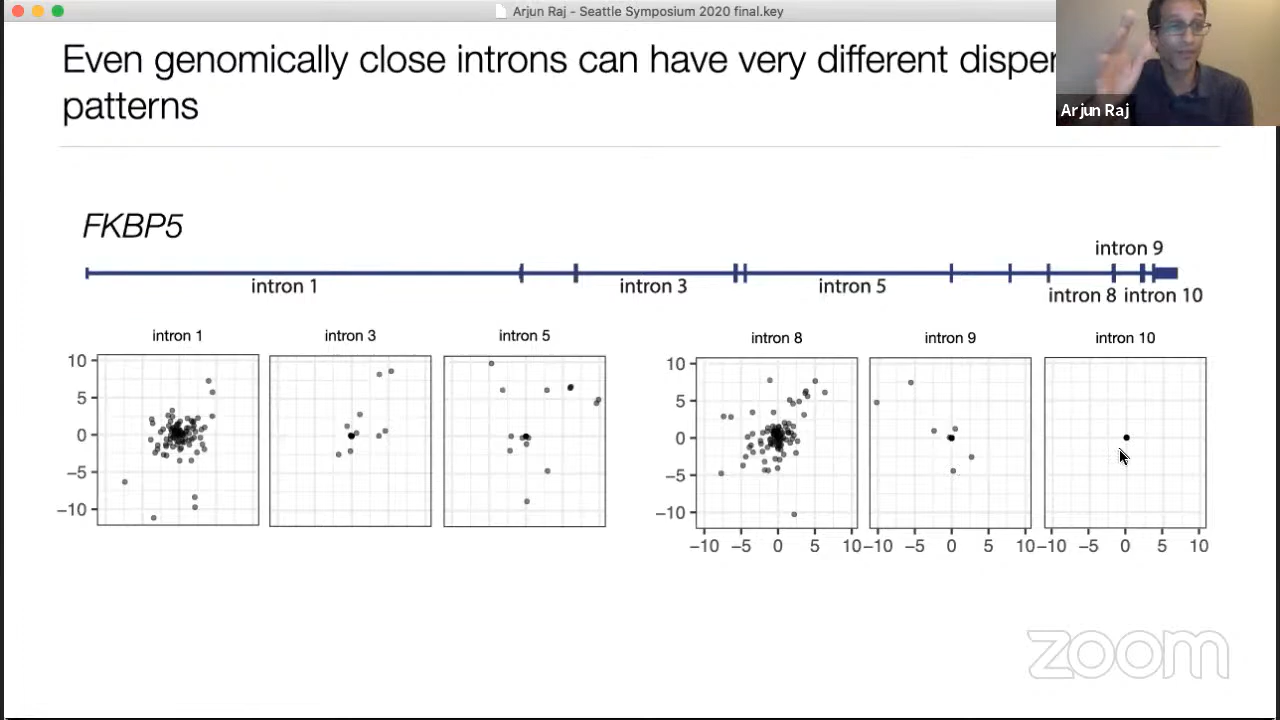 Arjun Raj - Seattle Symposium 2020 final.key
Even genomically close introns can have very different
patterns
Arjun Raj
FKBP5
intron 9
intron 1
intron 3
intron 5
intron 8
intron 10
intron 1
intron 3
intron 5
intron 8
intron 9
intron 10
10
5
0
−5
−10
10
5
0
−5
−10
−10 −5 0 5 10
−10 −5 0 5 10
−10 −5 0 5 10
zoom